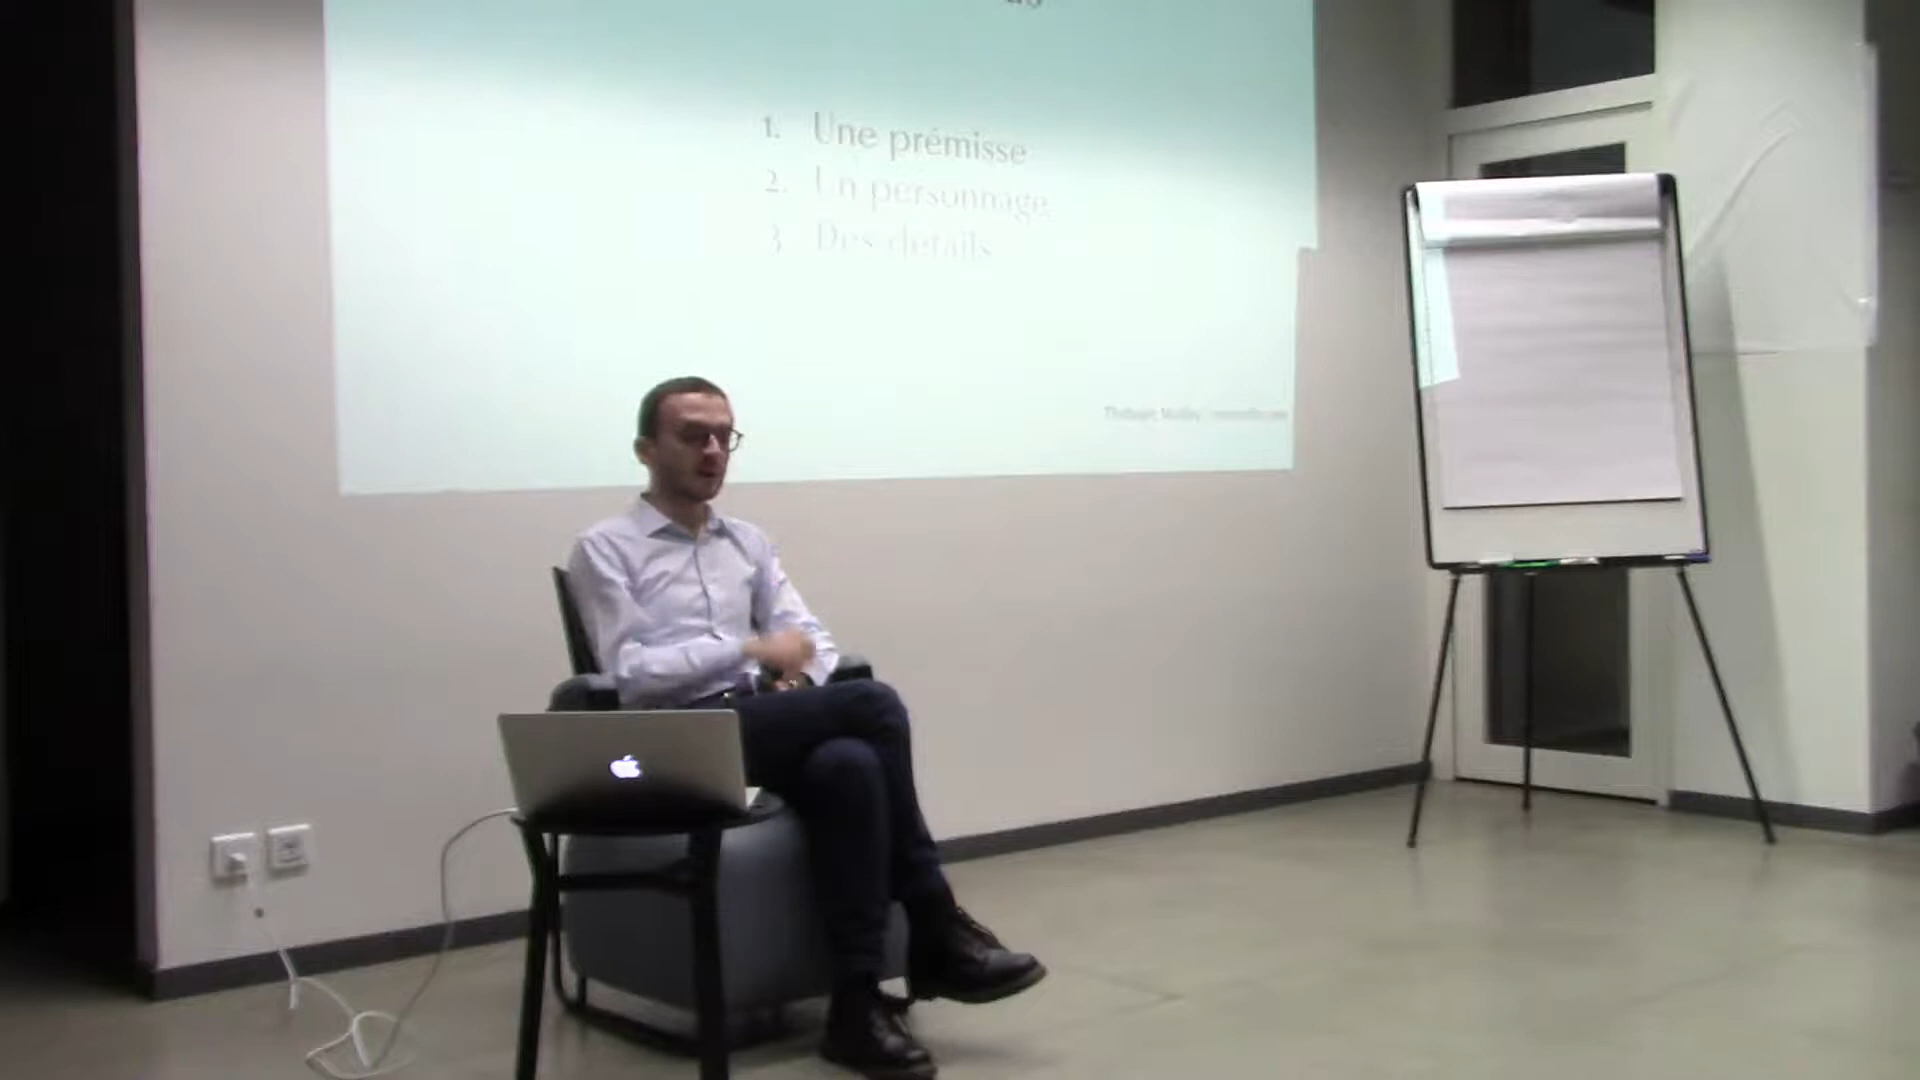 1. Une prémisse
2. Un personnage
3 Des détails